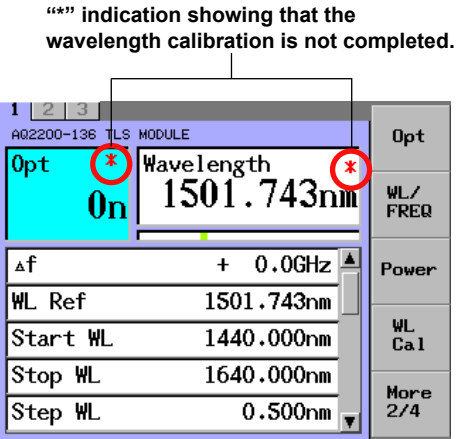 “*” indication showing that the
wavelength calibration is not completed.
1 2 3
AQ2200-136 TLS MODULE
Opt *
On
Wavelength *
1501.743nm
▵f + 0.0GHz
WL Ref 1501.743nm
Start WL 1440.000nm
Stop WL 1640.000nm
Step WL 0.500nm
Opt
WL/
FREQ
Power
WL
Cal
More
2/4